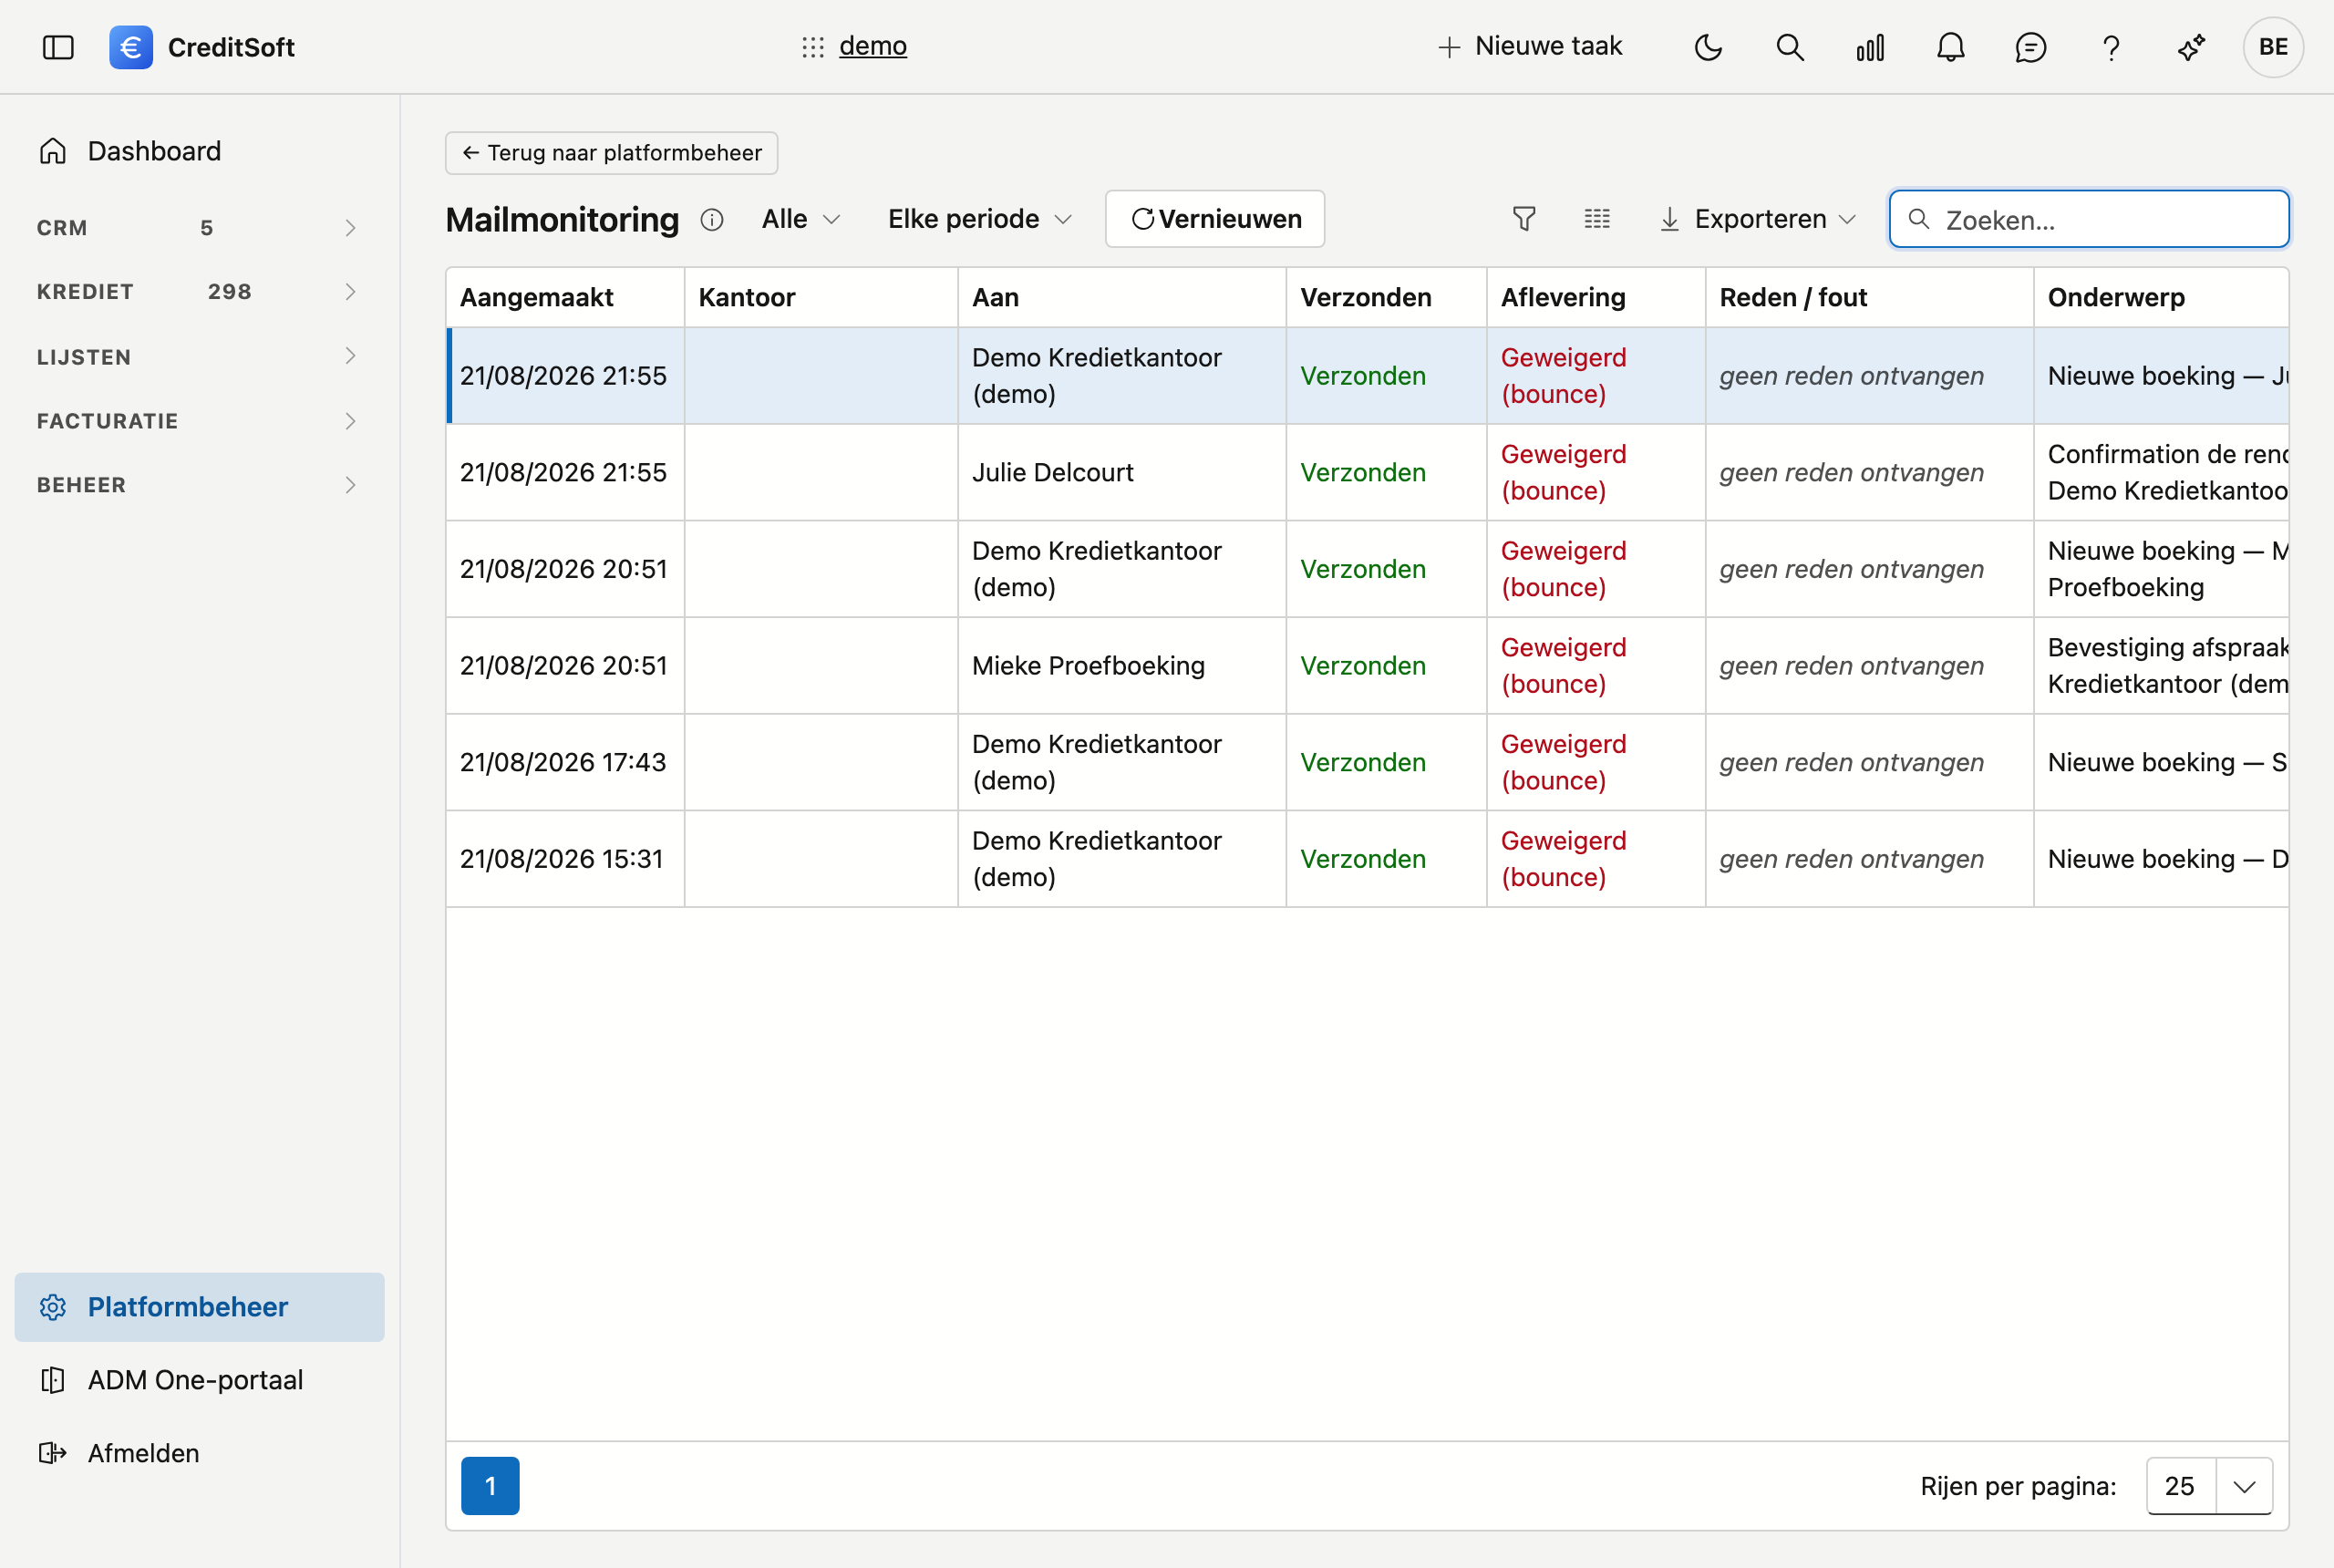 CreditSoft
demo
Nieuwe taak
BE
Dashboard
CRM 5
KREDIET 298
LIJSTEN
FACTURATIE
BEHEER
Platformbeheer
ADM One-portaal
Afmelden
← Terug naar platformbeheer
Mailmonitoring
Alle
Elke periode
Vernieuwen
Exporteren
Zoeken...
Aangemaakt Kantoor Aan Verzonden Aflevering Reden / fout Onderwerp
21/08/2026 21:55
Demo Kredietkantoor
(demo)
Verzonden
Geweigerd
(bounce)
geen reden ontvangen
Nieuwe boeking —
21/08/2026 21:55
Julie Delcourt
Verzonden
Geweigerd
(bounce)
geen reden ontvangen
Confirmation de
Demo
21/08/2026 20:51
Demo Kredietkantoor
(demo)
Verzonden
Geweigerd
(bounce)
geen reden ontvangen
Nieuwe boeking — M
Proefboeking
21/08/2026 20:51
Mieke Proefboeking
Verzonden
Geweigerd
(bounce)
geen reden ontvangen
Bevestiging afspraak
Kredietkantoor (dem
21/08/2026 17:43
Demo Kredietkantoor
(demo)
Verzonden
Geweigerd
(bounce)
geen reden ontvangen
Nieuwe boeking — S
21/08/2026 15:31
Demo Kredietkantoor
(demo)
Verzonden
Geweigerd
(bounce)
geen reden ontvangen
Nieuwe boeking — D
1
Rijen per pagina: 25